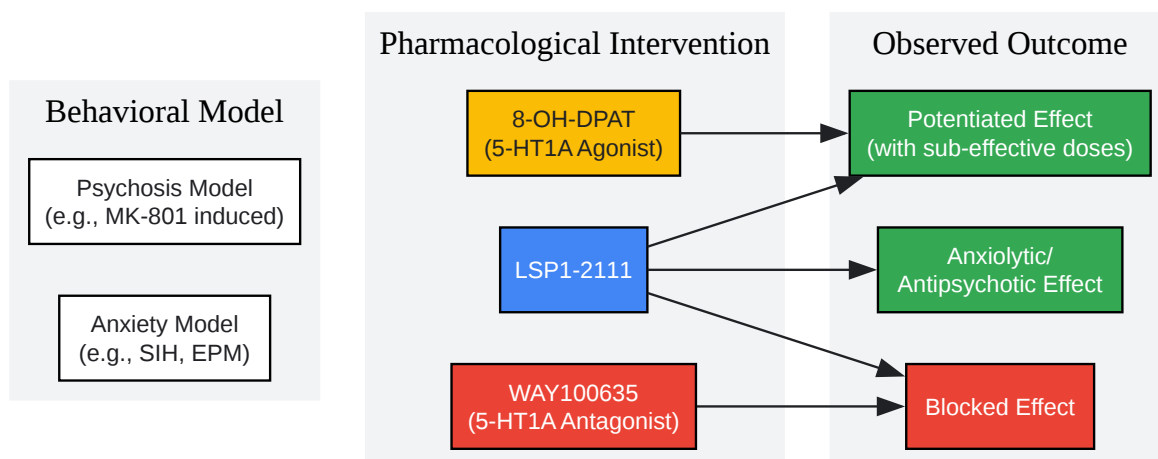 Behavioral Model
Psychosis Model
(e.g., MK-801 induced)
Anxiety Model
(e.g., SIH, EPM)
Pharmacological Intervention
8-OH-DPAT
(5-HT1A Agonist)
LSP1-2111
WAY100635
(5-HT1A Antagonist)
Observed Outcome
Potentiated Effect
(with sub-effective doses)
Anxiolytic/
Antipsychotic Effect
Blocked Effect